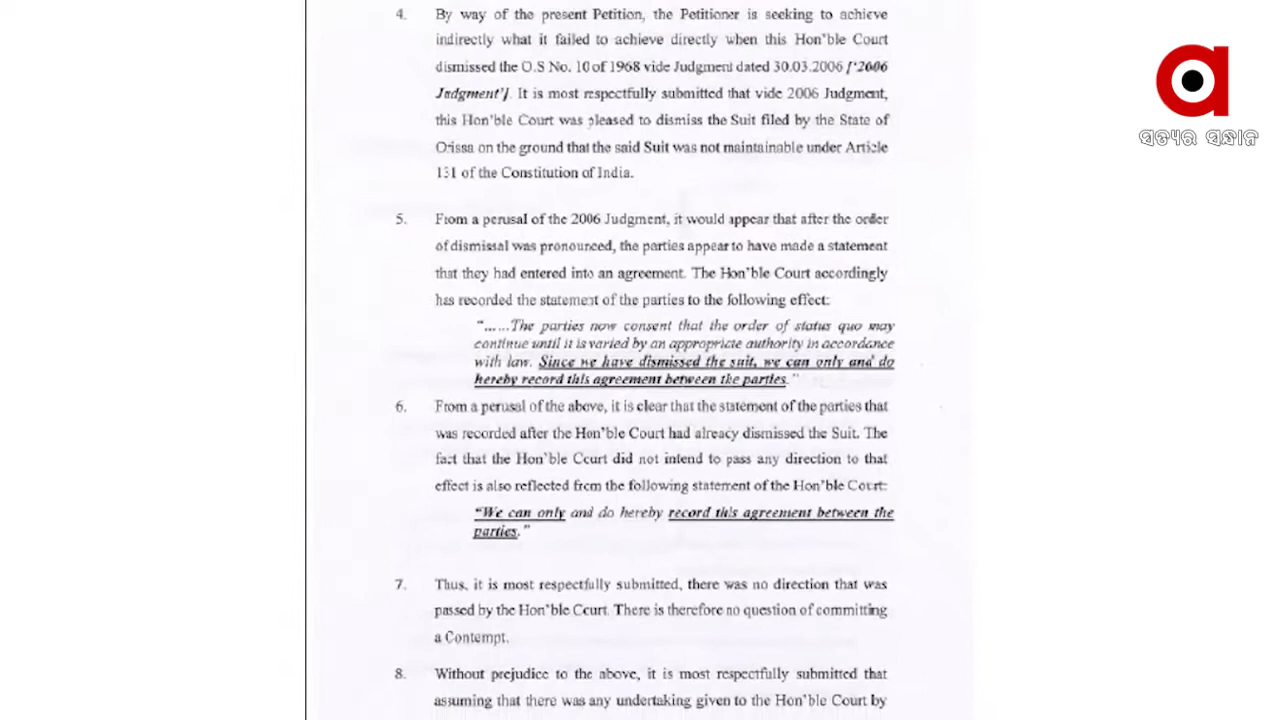 4. By way of the present Petition, the Petitioner is seeking to achieve
indirectly what it failed to achieve directly when this Hon'ble Court
dismissed the O.S No. 10 of 1968 vide Judgment dated 30.03.2006 ['2006
Judgment']. It is most respectfully submitted that vide 2006 Judgment,
this Hon'ble Court was pleased to dismiss the Suit filed by the State of
Orissa on the ground that the said Suit was not maintainable under Article
131 of the Constitution of India.
5. From a perusal of the 2006 Judgment, it would appear that after the order
of dismissal was pronounced, the parties appear to have made a statement
that they had entered into an agreement. The Hon'ble Court accordingly
has recorded the statement of the parties to the following effect:
"......The parties now consent that the order of status quo may
continue until it is varied by an appropriate authority in accordance
with law. Since we have dismissed the suit, we can only and do
hereby record this agreement between the parties."
6. From a perusal of the above, it is clear that the statement of the parties that
was recorded after the Hon'ble Court had already dismissed the Suit. The
fact that the Hon'ble Court did not intend to pass any direction to that
effect is also reflected from the following statement of the Hon'ble Court:
"We can only and do hereby record this agreement between the
parties."
7. Thus, it is most respectfully submitted, there was no direction that was
passed by the Hon'ble Court. There is therefore no question of committing
a Contempt.
8. Without prejudice to the above, it is most respectfully submitted that
assuming that there was any undertaking given to the Hon'ble Court by
ସତ୍ୟର ସନ୍ଧାନ